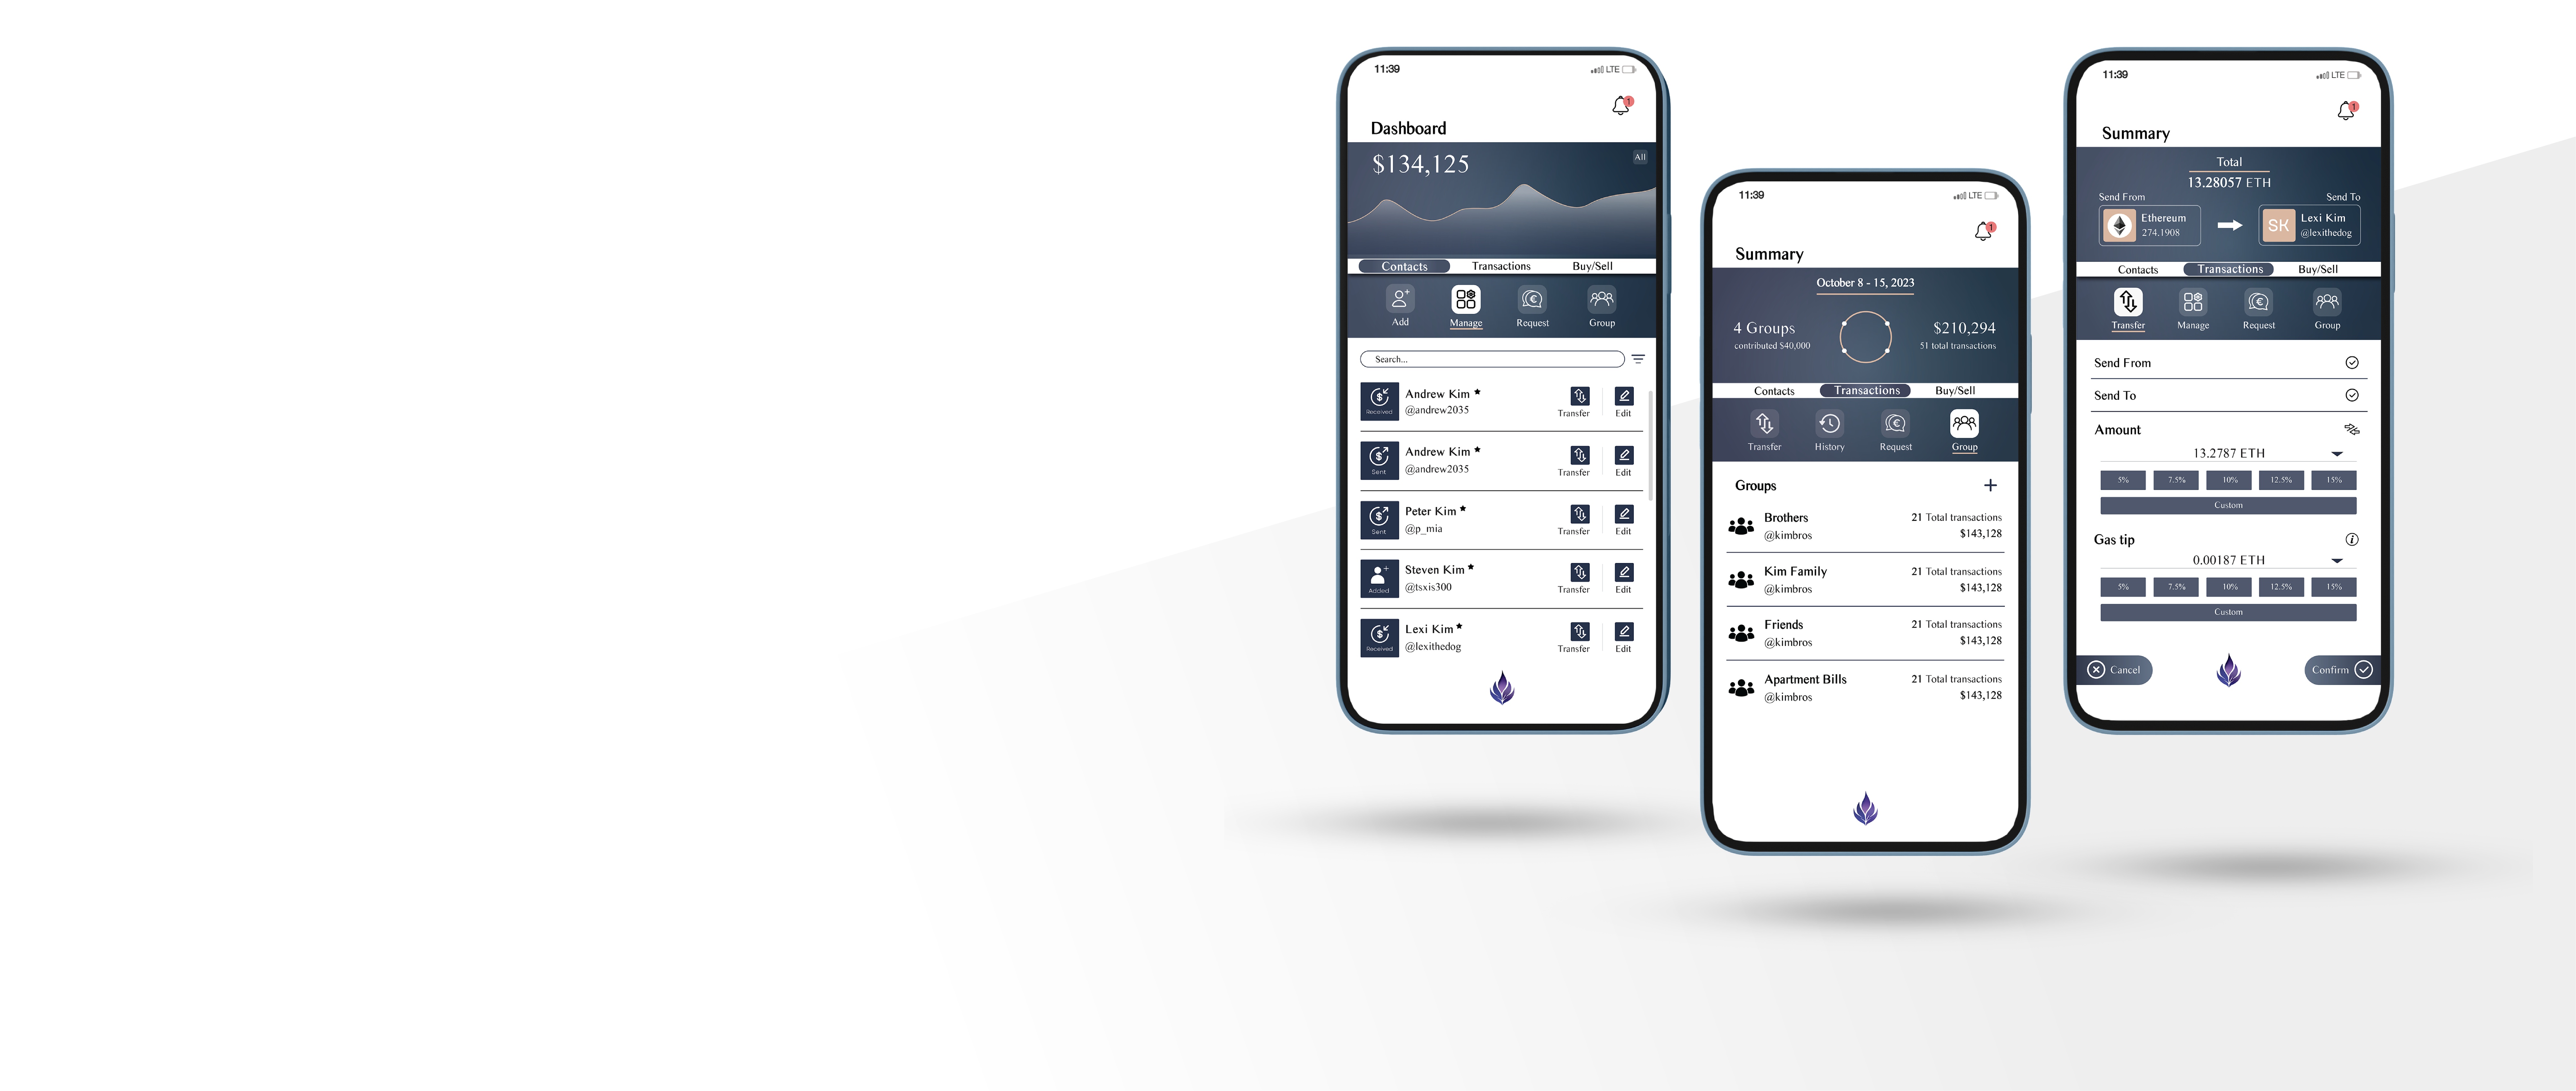 11:39
LTE
1
Dashboard
$134,125
All
Contacts Transactions Buy/Sell
Add Manage Request Group
Search...
Received
Andrew Kim
@andrew2035
Transfer Edit
Sent
Andrew Kim
@andrew2035
Transfer Edit
Sent
Peter Kim
@p_mia
Transfer Edit
Added
Steven Kim
@tsxis300
Transfer Edit
Received
Lexi Kim
@lexithedog
Transfer Edit
11:39
LTE
1
Summary
October 8 - 15, 2023
4 Groups
contributed $40,000
$210,294
51 total transactions
Contacts Transactions Buy/Sell
Transfer History Request Group
Groups
Brothers
@kimbros
21 Total transactions
$143,128
Kim Family
@kimbros
21 Total transactions
$143,128
Friends
@kimbros
21 Total transactions
$143,128
Apartment Bills
@kimbros
21 Total transactions
$143,128
11:39
LTE
1
Summary
Total
13.28057 ETH
Send From
Send To
Ethereum
274.1908
SK
Lexi Kim
@lexithedog
Contacts Transactions Buy/Sell
Transfer Manage Request Group
Send From
Send To
Amount
13.2787 ETH
5% 7.5% 10% 12.5% 15%
Custom
Gas tip
0.00187 ETH
5% 7.5% 10% 12.5% 15%
Custom
Cancel
Confirm